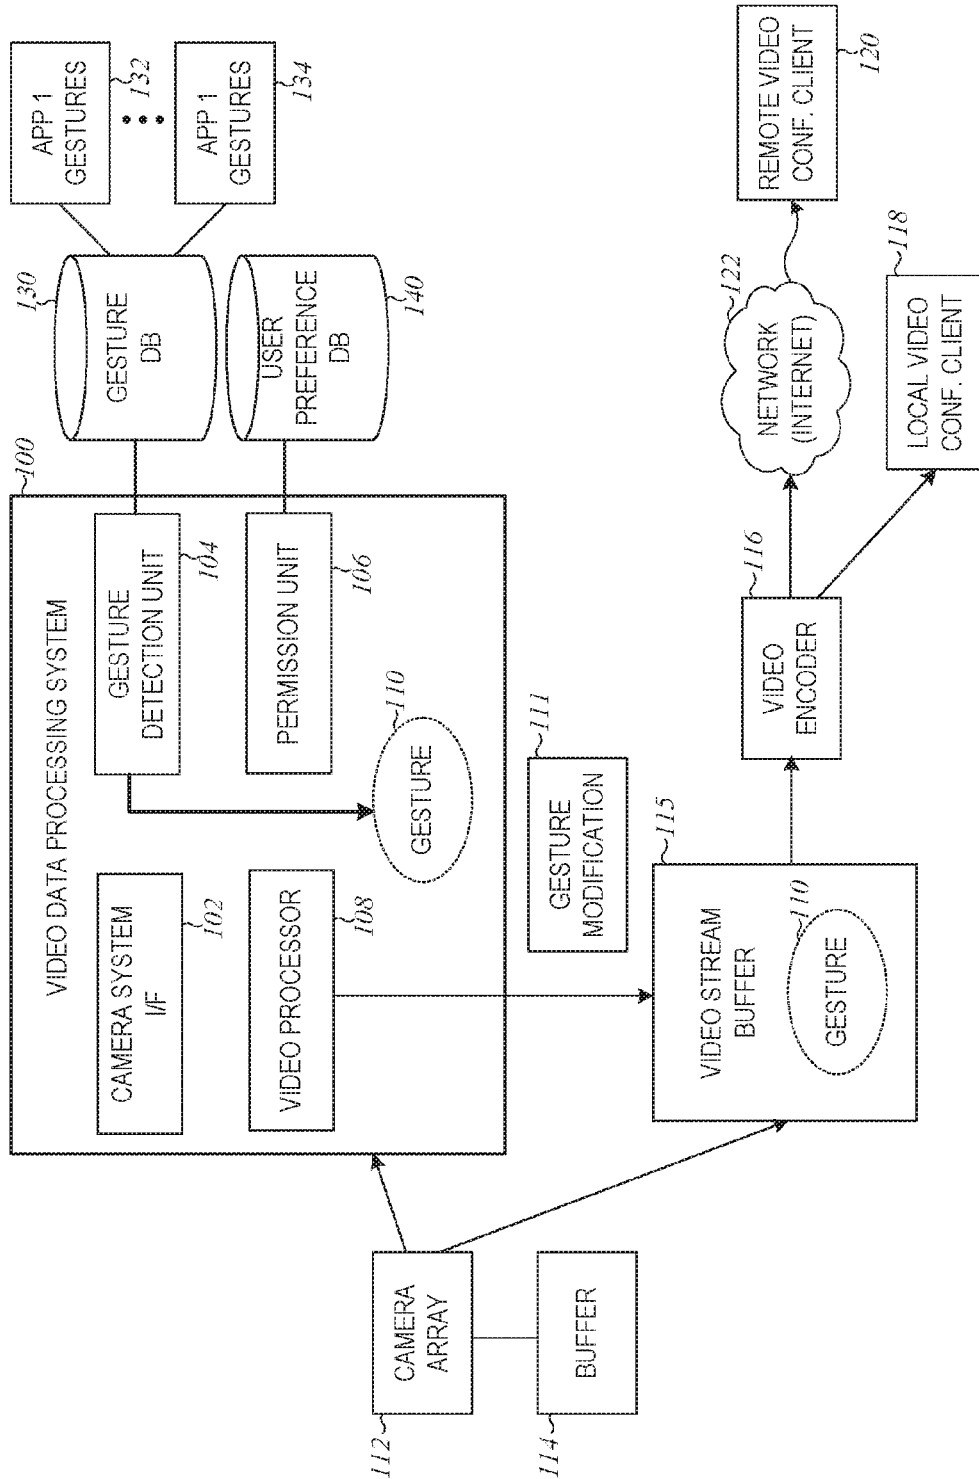 VIDEO DATA PROCESSING SYSTEM
100
CAMERA SYSTEM
I/F
102
GESTURE
DETECTION UNIT
104
VIDEO PROCESSOR
108
PERMISSION UNIT
106
GESTURE
110
GESTURE
DB
130
USER
PREFERENCE
DB
140
APP 1
GESTURES
132
APP 1
GESTURES
134
CAMERA
ARRAY
112
BUFFER
114
GESTURE
MODIFICATION
111
VIDEO STREAM
BUFFER
115
GESTURE
110
VIDEO
ENCODER
116
NETWORK
(INTERNET)
122
REMOTE VIDEO
CONF. CLIENT
120
LOCAL VIDEO
CONF. CLIENT
118